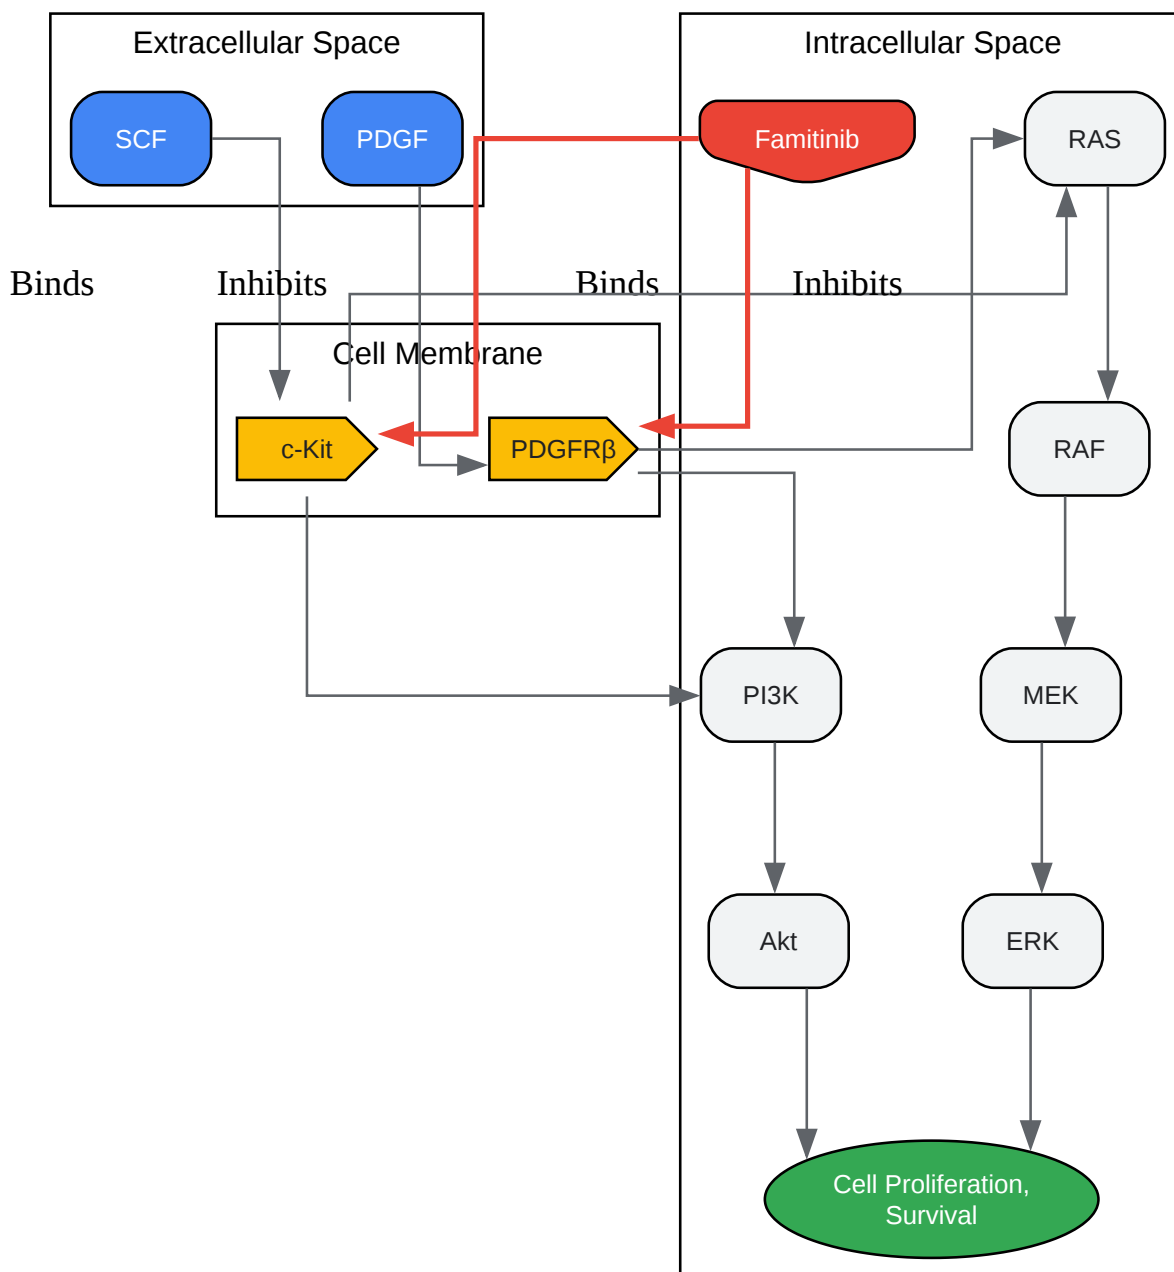 Extracellular Space
Intracellular Space
SCF
PDGF
Famitinib
RAS
Binds
Inhibits
Binds
Inhibits
Cell Membrane
c-Kit
PDGFRβ
RAF
PI3K
MEK
Akt
ERK
Cell Proliferation,
Survival